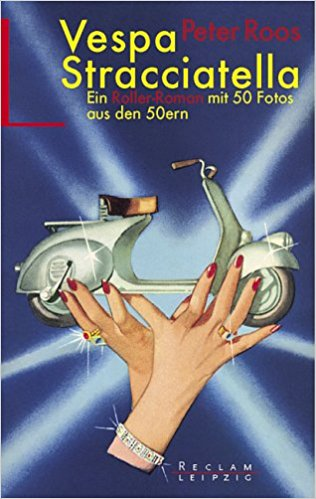 Vespa Peter Roos
Stracciatella
Ein Roller-Roman mit 50 Fotos
aus den 50ern
RECLAM
LEIPZIG